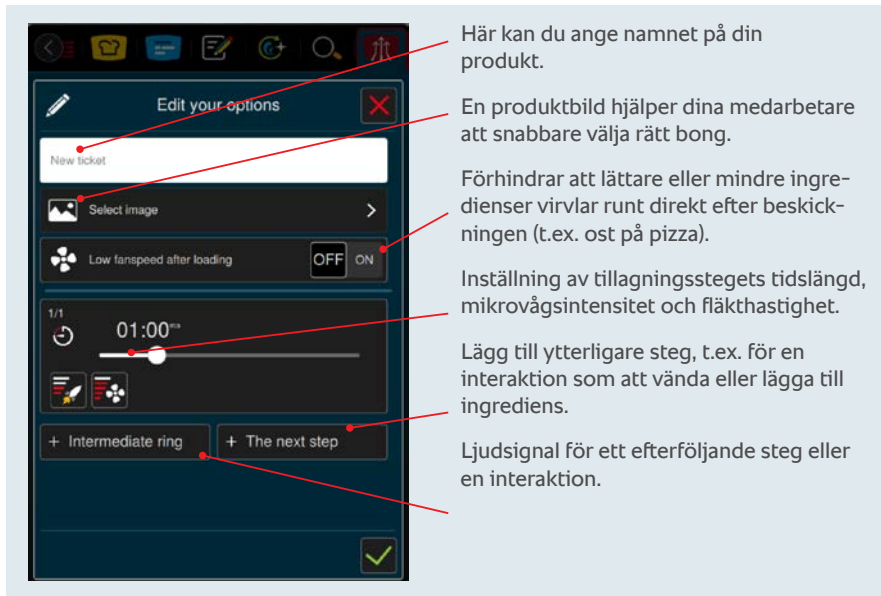 Edit your options
New ticket
Select image
Low fanspeed after loading
OFF ON
1/1
01:00
+ Intermediate ring
+ The next step
Här kan du ange namnet på din
produkt.
En produktbild hjälper dina medarbetare
att snabbare välja rätt bong.
Förhindrar att lättare eller mindre ingre-
dienser virvlar runt direkt efter beskick-
ningen (t.ex. ost på pizza).
Inställning av tillagningsstegets tidslängd,
mikrovågsintensitet och fläkthastighet.
Lägg till ytterligare steg, t.ex. för en
interaktion som att vända eller lägga till
ingrediens.
Ljudsignal för ett efterföljande steg eller
en interaktion.